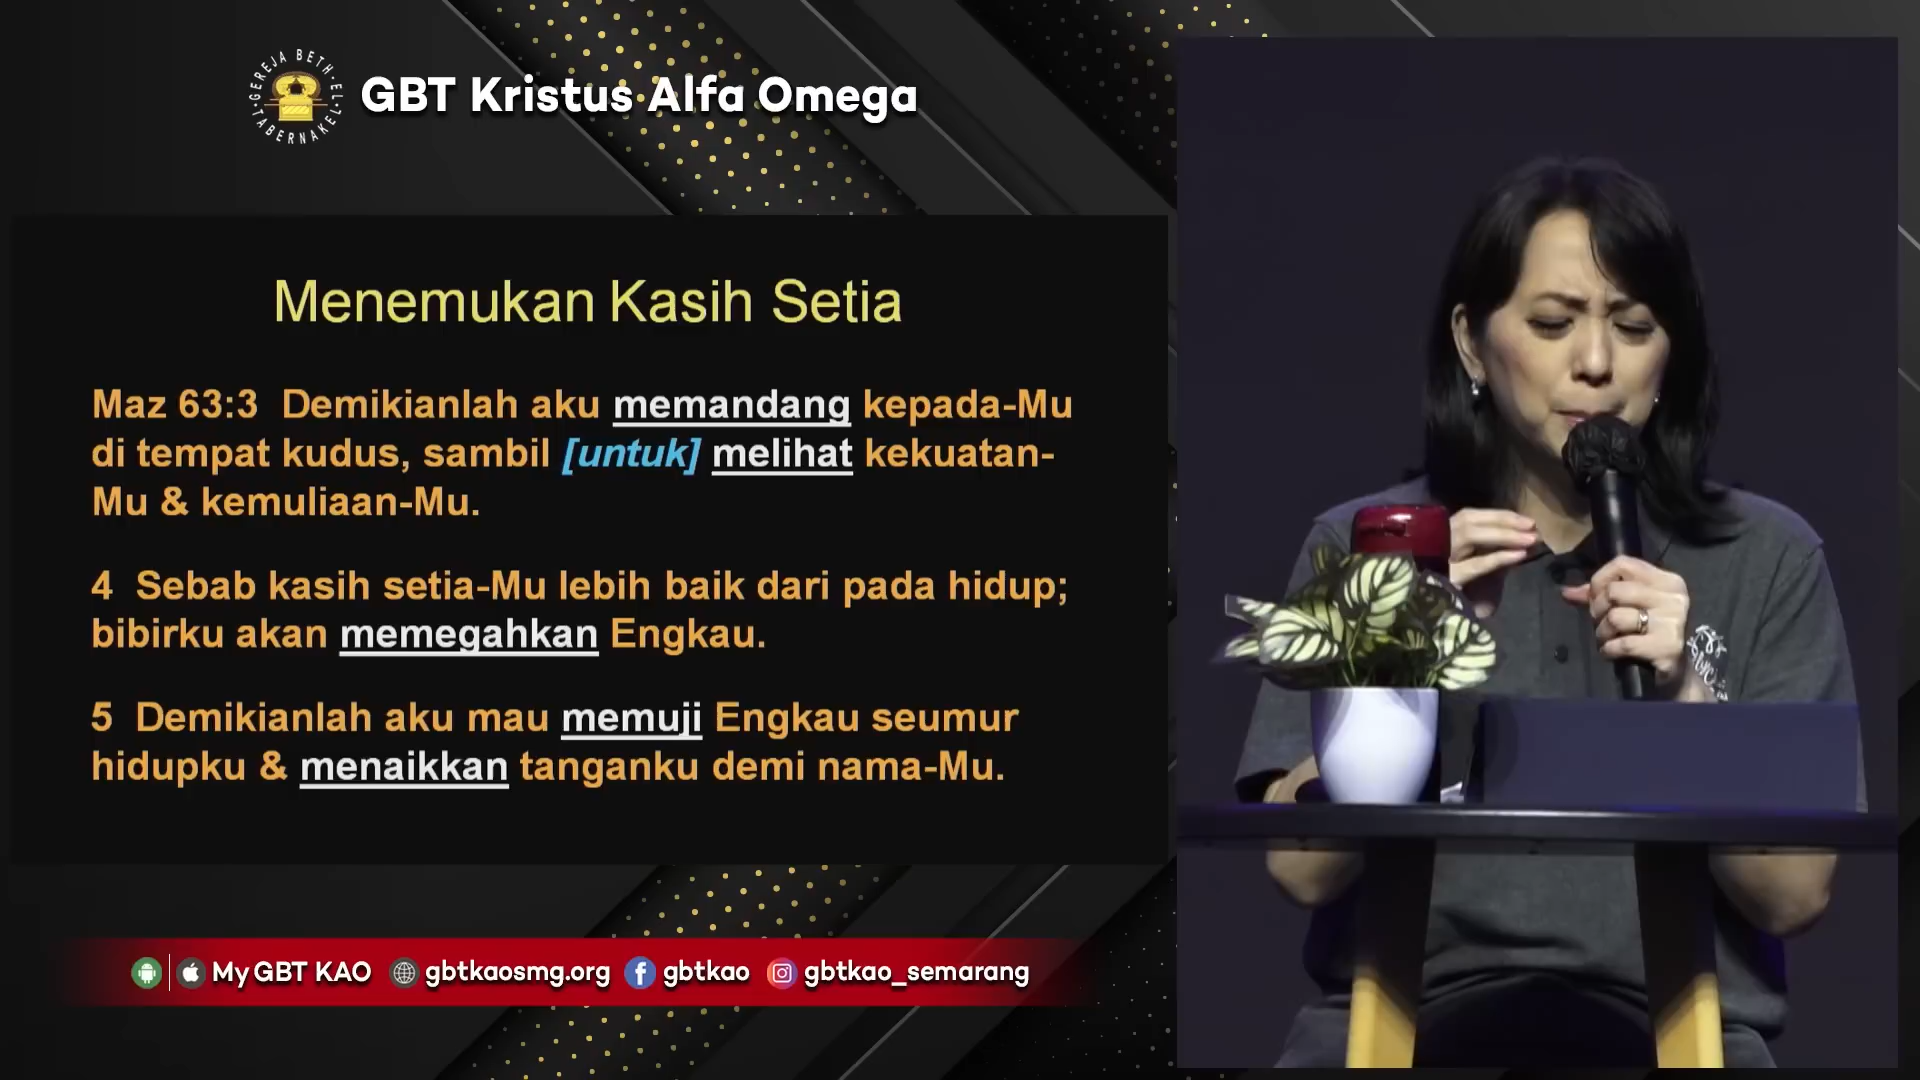 GEREJA BETH-EL
TABERNAKEL
GBT Kristus Alfa Omega
Menemukan Kasih Setia
Maz 63:3 Demikianlah aku memandang kepada-Mu
di tempat kudus, sambil [untuk] melihat kekuatan-
Mu & kemuliaan-Mu.
4 Sebab kasih setia-Mu lebih baik dari pada hidup;
bibirku akan memegahkan Engkau.
5 Demikianlah aku mau memuji Engkau seumur
hidupku & menaikkan tanganku demi nama-Mu.
My GBT KAO gbtkaosmg.org gbtkao gbtkao_semarang